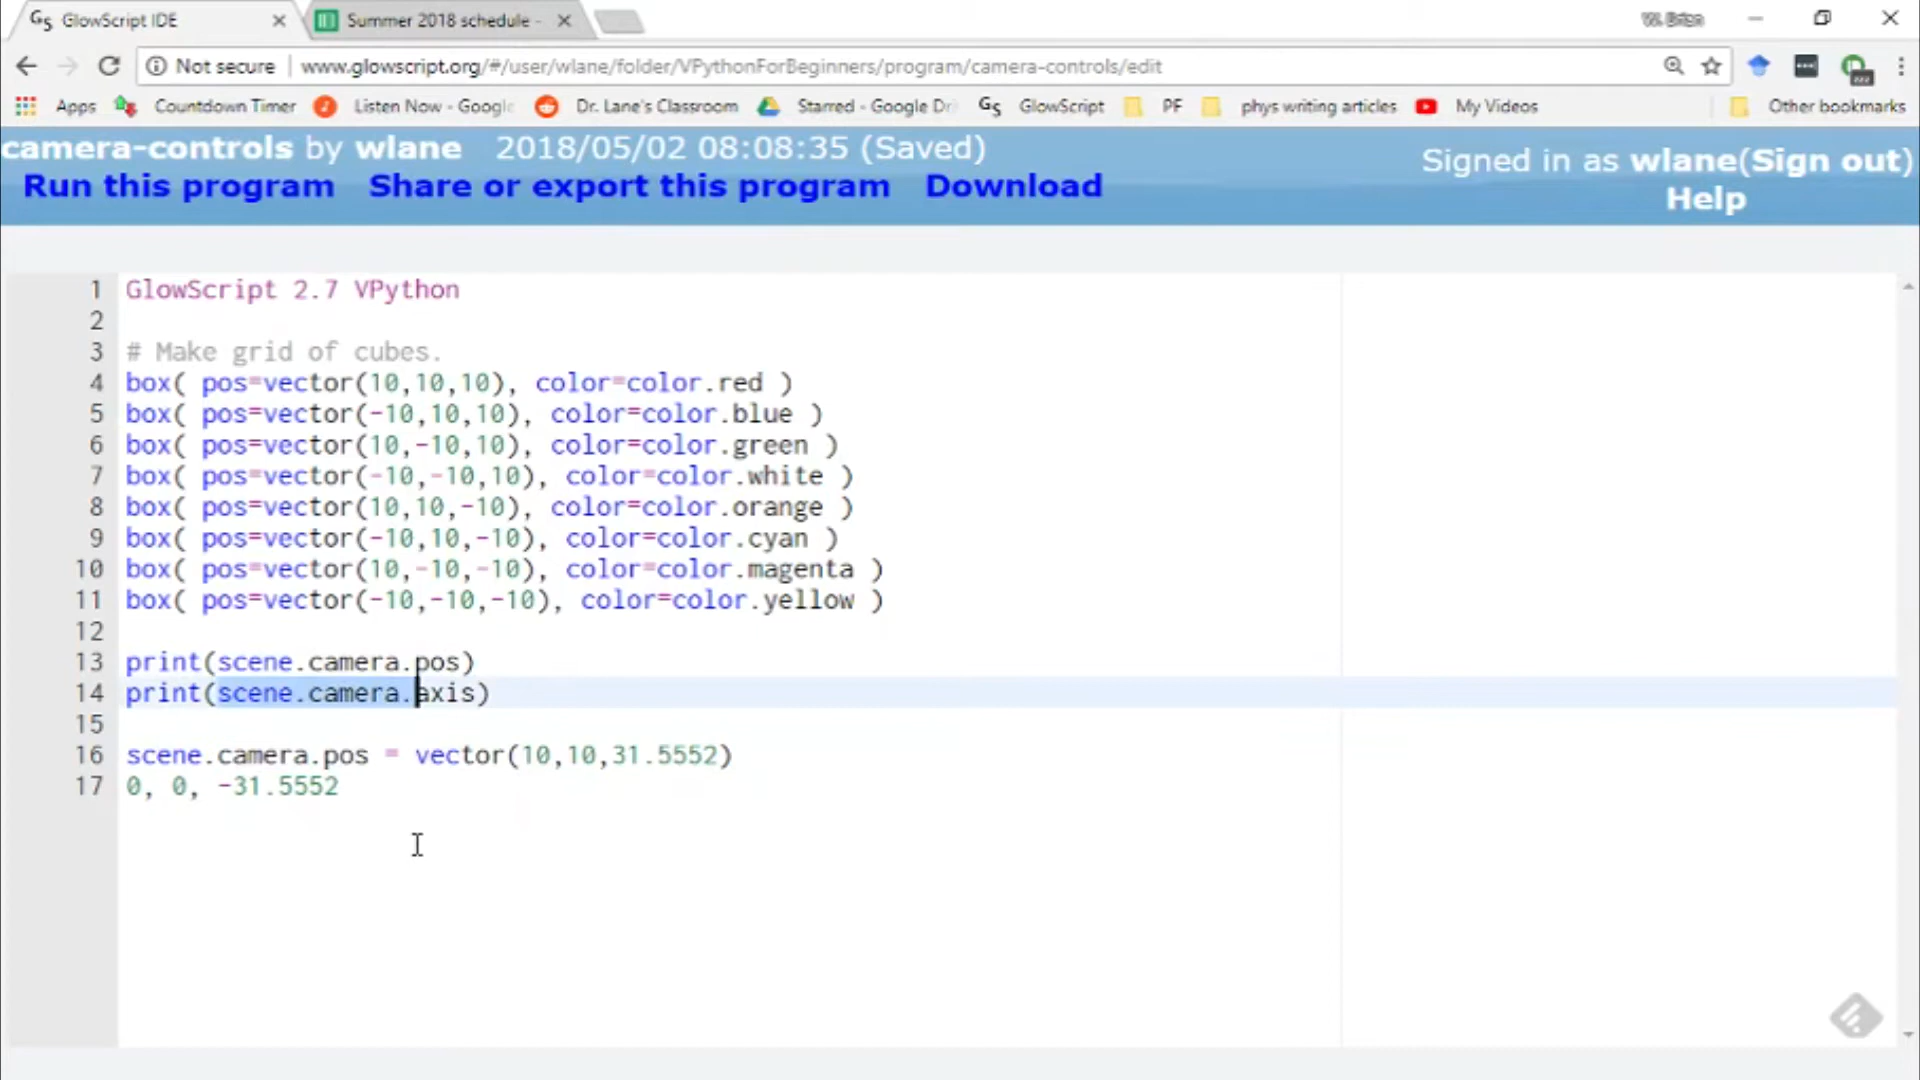 GlowScript IDE
Summer 2018 schedule -
Not secure
www.glowscript.org/#/user/wlane/folder/VPythonForBeginners/program/camera-controls/edit
Apps
Countdown Timer
Listen Now - Google
Dr. Lane's Classroom
Starred - Google Dri
GlowScript
PF
phys writing articles
My Videos
Other bookmarks
camera-controls by wlane 2018/05/02 08:08:35 (Saved)
Signed in as wlane(Sign out)
Run this program Share or export this program Download
Help
1 GlowScript 2.7 VPython
2
3 # Make grid of cubes.
4 box( pos=vector(10,10,10), color=color.red )
5 box( pos=vector(-10,10,10), color=color.blue )
6 box( pos=vector(10,-10,10), color=color.green )
7 box( pos=vector(-10,-10,10), color=color.white )
8 box( pos=vector(10,10,-10), color=color.orange )
9 box( pos=vector(-10,10,-10), color=color.cyan )
10 box( pos=vector(10,-10,-10), color=color.magenta )
11 box( pos=vector(-10,-10,-10), color=color.yellow )
12
13 print(scene.camera.pos)
14 print(scene.camera.axis)
15
16 scene.camera.pos = vector(10,10,31.5552)
17 0, 0, -31.5552